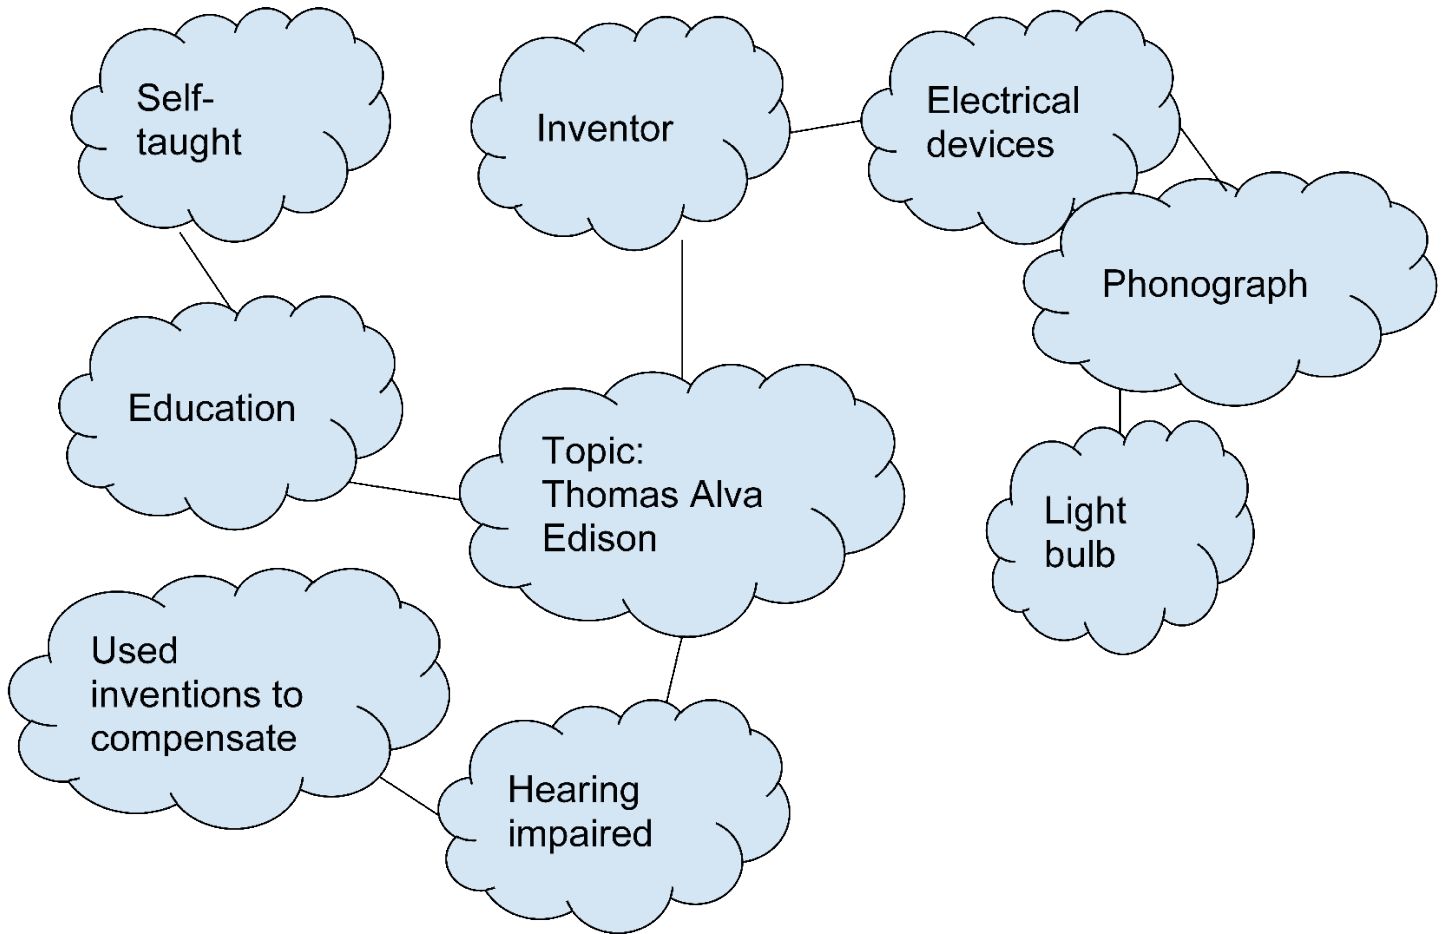 Self-
taught
Inventor
Electrical
devices
Phonograph
Education
Topic:
Thomas Alva
Edison
Light
bulb
Used
inventions to
compensate
Hearing
impaired